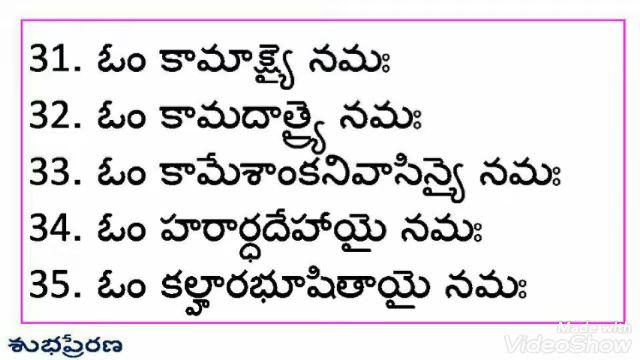 31. ఓం కామాక్ష్యై నమః
32. ఓం కామదాత్ర్యై నమః
33. ఓం కామేశాంకనివాసిన్యై నమః
34. ఓం హరార్ధదేహాయై నమః
35. ఓం కల్హారభూషితాయై నమః
శుభప్రేరణ
Made with
VideoShow